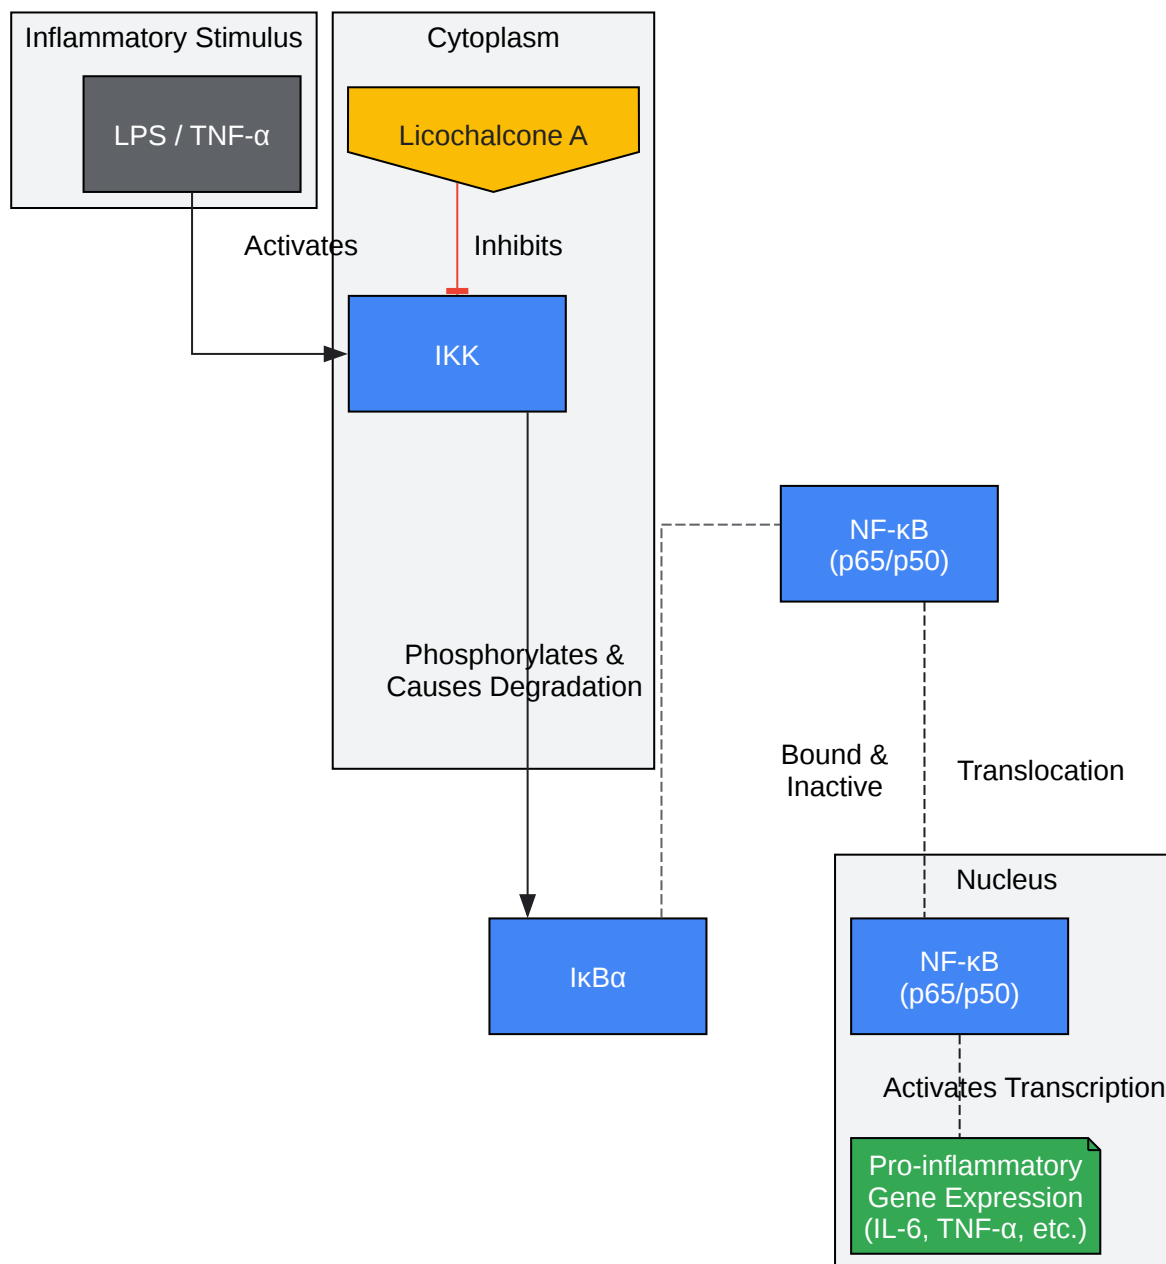 Inflammatory Stimulus
Cytoplasm
LPS / TNF-α
Licochalcone A
Activates
Inhibits
IKK
NF-κB
(p65/p50)
Phosphorylates &
Causes Degradation
Bound &
Inactive
Translocation
Nucleus
IκBα
NF-κB
(p65/p50)
Activates Transcription
Pro-inflammatory
Gene Expression
(IL-6, TNF-α, etc.)